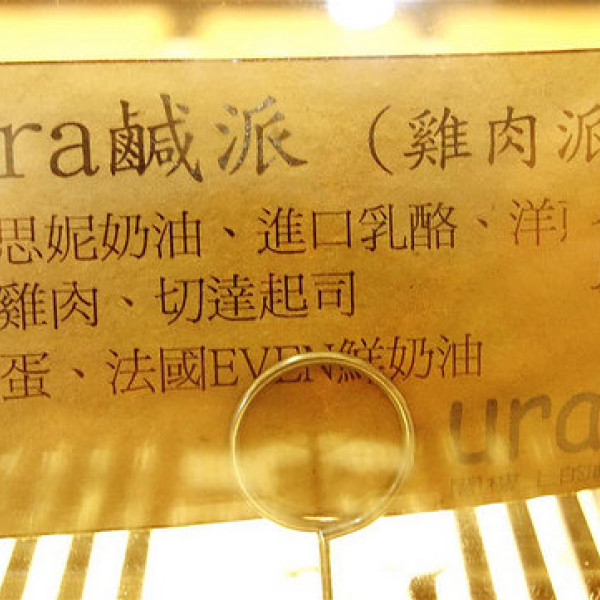 ura鹹派（雞肉派
思妮奶油、進口乳酪、洋
雞肉、切達起司
蛋、法國EVEN鮮奶油
ura